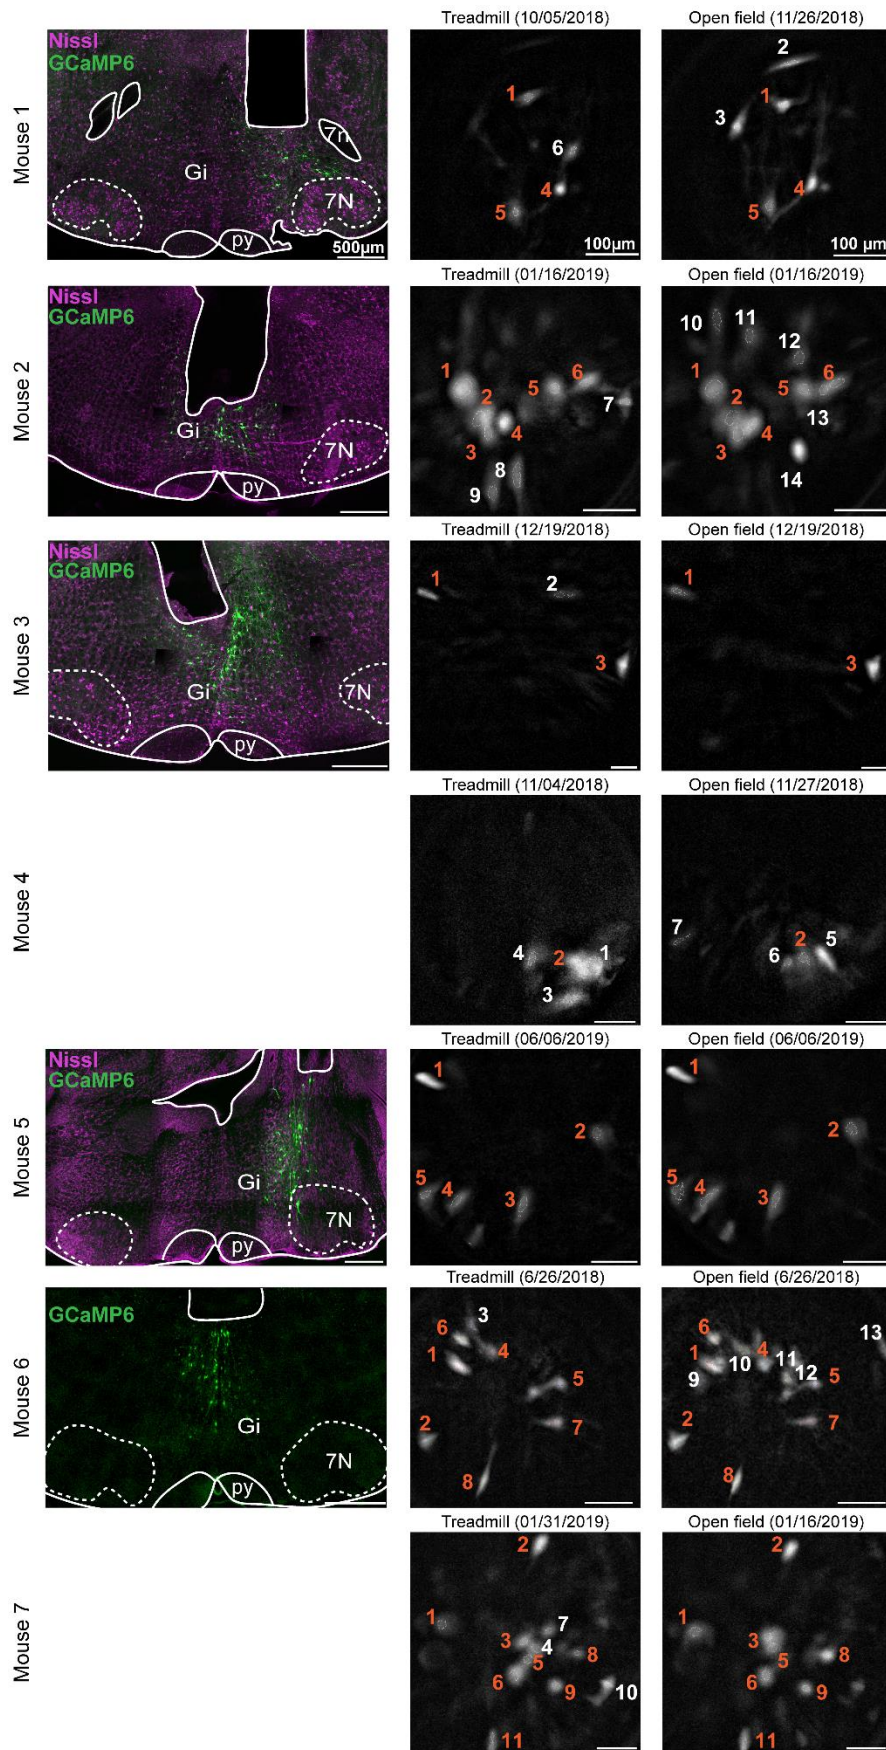 Treadmill (10/05/2018)
Open field (11/26/2018)
Mouse 1
Nissl
GCaMP6
7n
Gi
7N
py
500µm
1
6
4
5
100µm
2
1
3
4
5
100 µm
Treadmill (01/16/2019)
Open field (01/16/2019)
Mouse 2
Nissl
GCaMP6
Gi
7N
py
1
6
5
2
7
4
3
8
9
10
11
12
1
6
5
2
13
4
3
14
Treadmill (12/19/2018)
Open field (12/19/2018)
Mouse 3
Nissl
GCaMP6
Gi
7N
py
1
2
3
1
3
Treadmill (11/04/2018)
Open field (11/27/2018)
Mouse 4
4
2
1
3
7
2
5
6
Treadmill (06/06/2019)
Open field (06/06/2019)
Mouse 5
Nissl
GCaMP6
Gi
7N
py
1
2
5
4
3
1
2
5
4
3
Treadmill (6/26/2018)
Open field (6/26/2018)
Mouse 6
GCaMP6
Gi
7N
py
3
6
4
1
5
7
2
8
6
13
4
1
10
11
12
5
9
7
2
8
Treadmill (01/31/2019)
Open field (01/16/2019)
Mouse 7
2
1
7
3
4
8
5
6
9
10
11
2
1
3
8
5
6
9
11